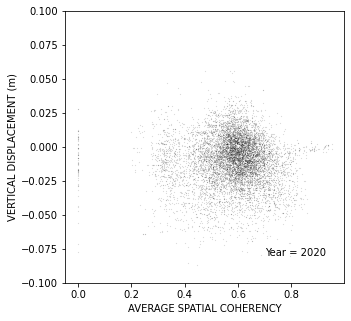 0.100
0.075
0.050
0.025
0.000
−0.025
−0.050
−0.075
−0.100
VERTICAL DISPLACEMENT (m)
Year = 2020
0.0 0.2 0.4 0.6 0.8
AVERAGE SPATIAL COHERENCY